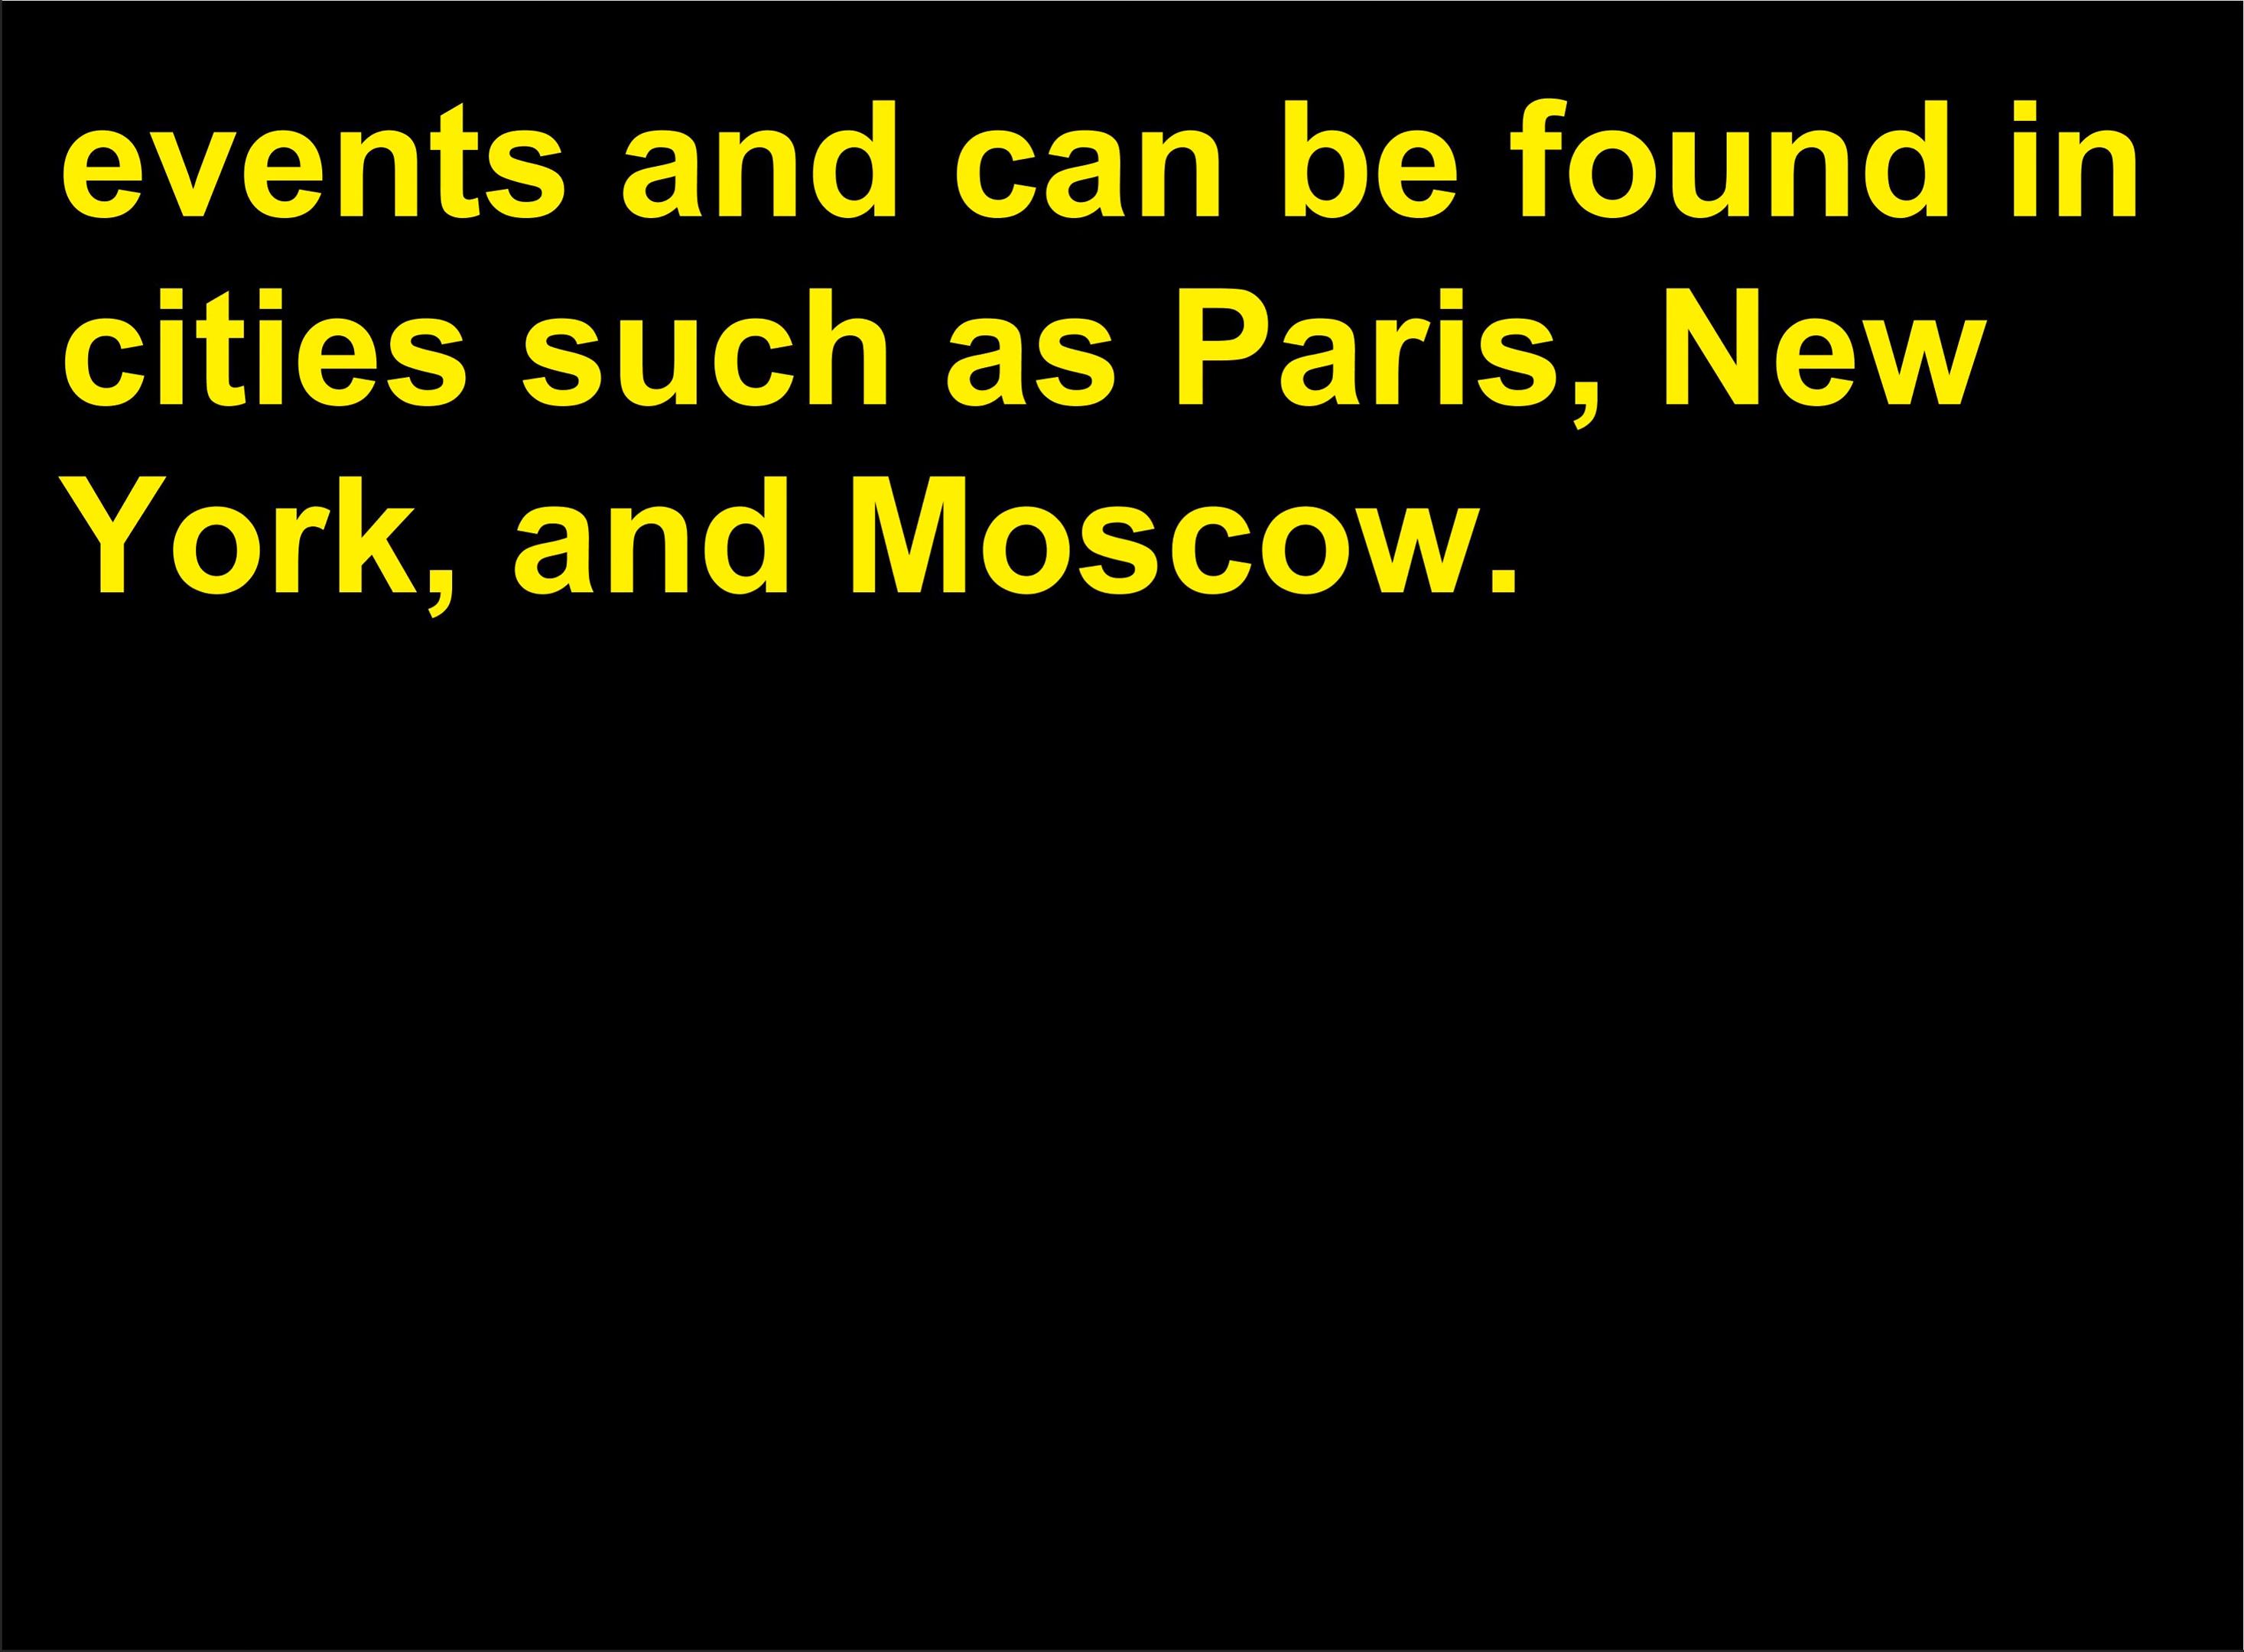 events and can be found in
cities such as Paris, New
York, and Moscow.